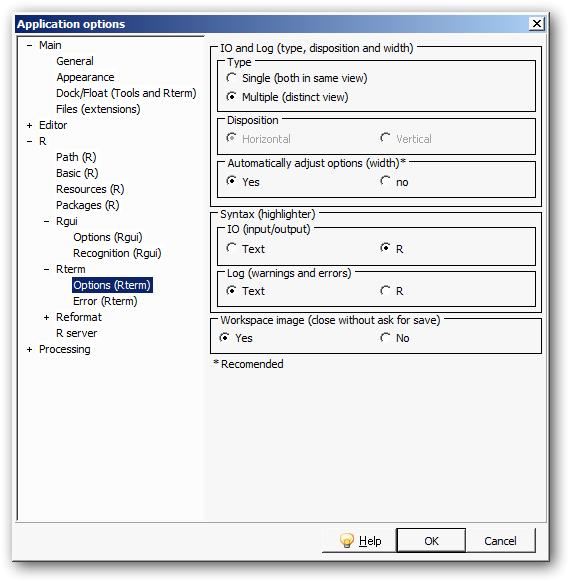 Application options
Main
General
Appearance
Dock/Float (Tools and Rterm)
Files (extensions)
Editor
R
Path (R)
Basic (R)
Resources (R)
Packages (R)
Rgui
Options (Rgui)
Recognition (Rgui)
Rterm
Options (Rterm)
Error (Rterm)
Reformat
R server
Processing
IO and Log (type, disposition and width)
Type
Single (both in same view)
Multiple (distinct view)
Disposition
Horizontal Vertical
Automatically adjust options (width)*
Yes no
Syntax (highlighter)
IO (input/output)
Text R
Log (warnings and errors)
Text R
Workspace image (close without ask for save)
Yes No
* Recomended
Help OK Cancel